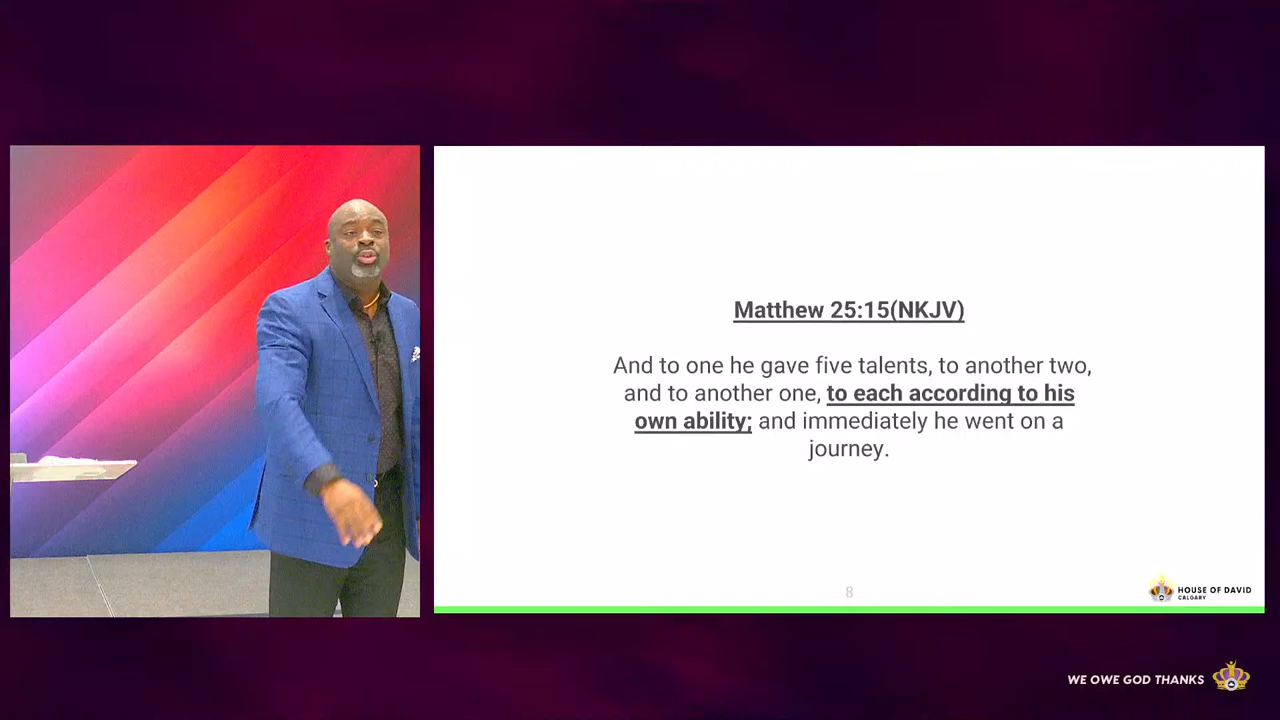 Matthew 25:15(NKJV)
And to one he gave five talents, to another two,
and to another one, to each according to his
own ability; and immediately he went on a
journey.
8
HOUSE OF DAVID
CALGARY
WE OWE GOD THANKS